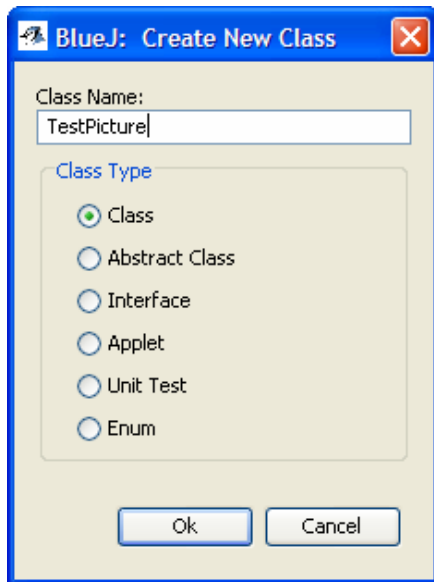 BlueJ: Create New Class
Class Name:
TestPicture
Class Type
Class
Abstract Class
Interface
Applet
Unit Test
Enum
Ok Cancel